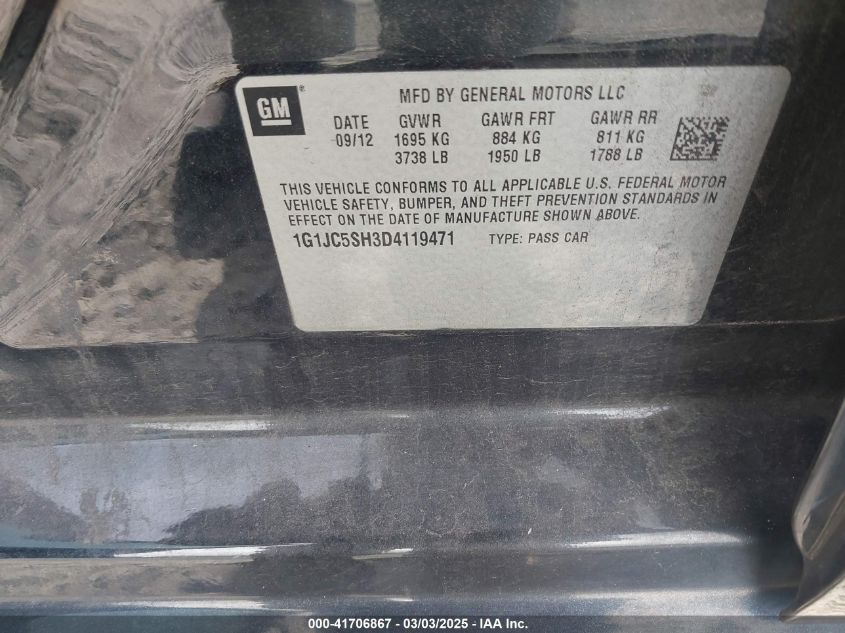 GM®
MFD BY GENERAL MOTORS LLC
DATE GVWR GAWR FRT GAWR RR
09/12 1695 KG 884 KG 811 KG
3738 LB 1950 LB 1788 LB
THIS VEHICLE CONFORMS TO ALL APPLICABLE U.S. FEDERAL MOTOR
VEHICLE SAFETY, BUMPER, AND THEFT PREVENTION STANDARDS IN
EFFECT ON THE DATE OF MANUFACTURE SHOWN ABOVE.
1G1JC5SH3D4119471 TYPE: PASS CAR
000-41706867 - 03/03/2025 - IAA Inc.